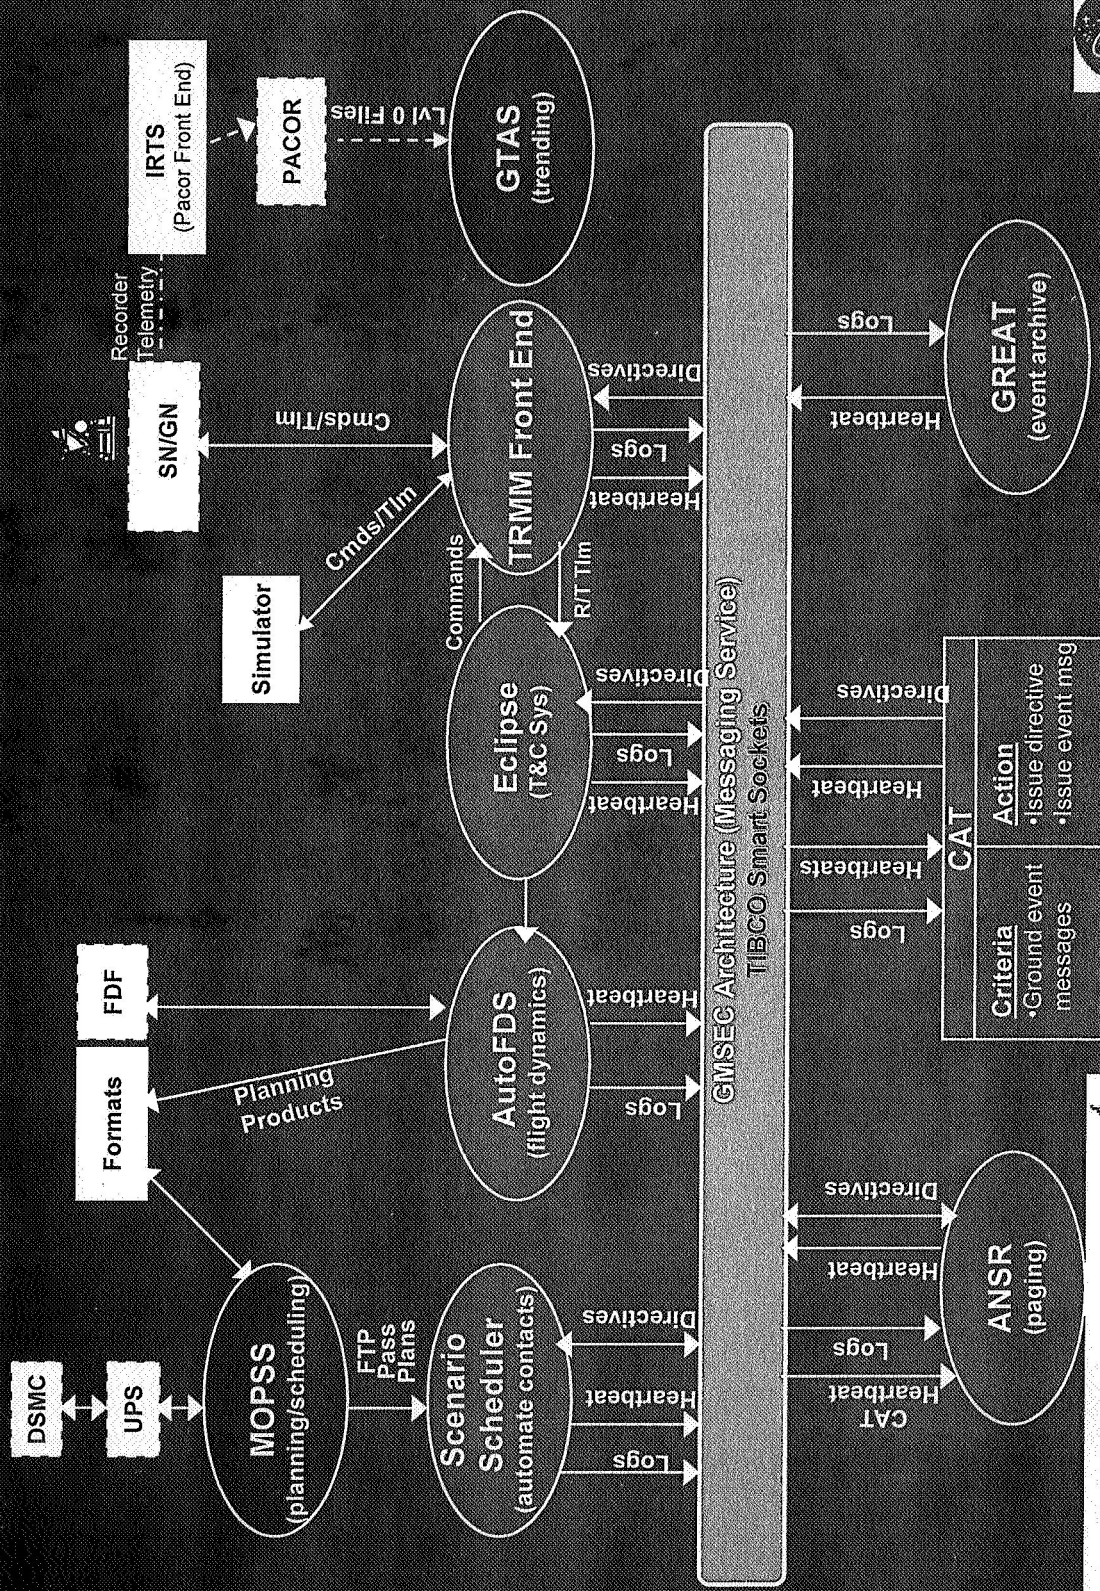 DSMC
UPS
MOPSS
(planning/scheduling)
FTP
Pass
Plans
Scenario
Scheduler
(automate contacts)
Logs
Heartbeat
Directives
Formats
FDF
Planning
Products
AutoFDS
(flight dynamics)
Logs
Heartbeat
Simulator
Cmds/Tlm
Eclipse
(T&C Sys)
Heartbeat
Logs
Directives
Commands
R/T Tlm
SN/GN
Cmds/Tlm
Recorder
Telemetry
TRMM Front End
Heartbeat
Logs
Directives
IRTS
(Pacor Front End)
PACOR
Lvl 0 Files
GTAS
(trending)
GMSEC Architecture (Messaging Service)
TIBCO Smart Sockets
CAT
Heartbeat
Logs
Heartbeat
Directives
ANSR
(paging)
Logs
Heartbeats
Heartbeat
Directives
CAT
Criteria
•Ground event
messages
Action
•Issue directive
•Issue event msg
Heartbeat
Logs
GREAT
(event archive)